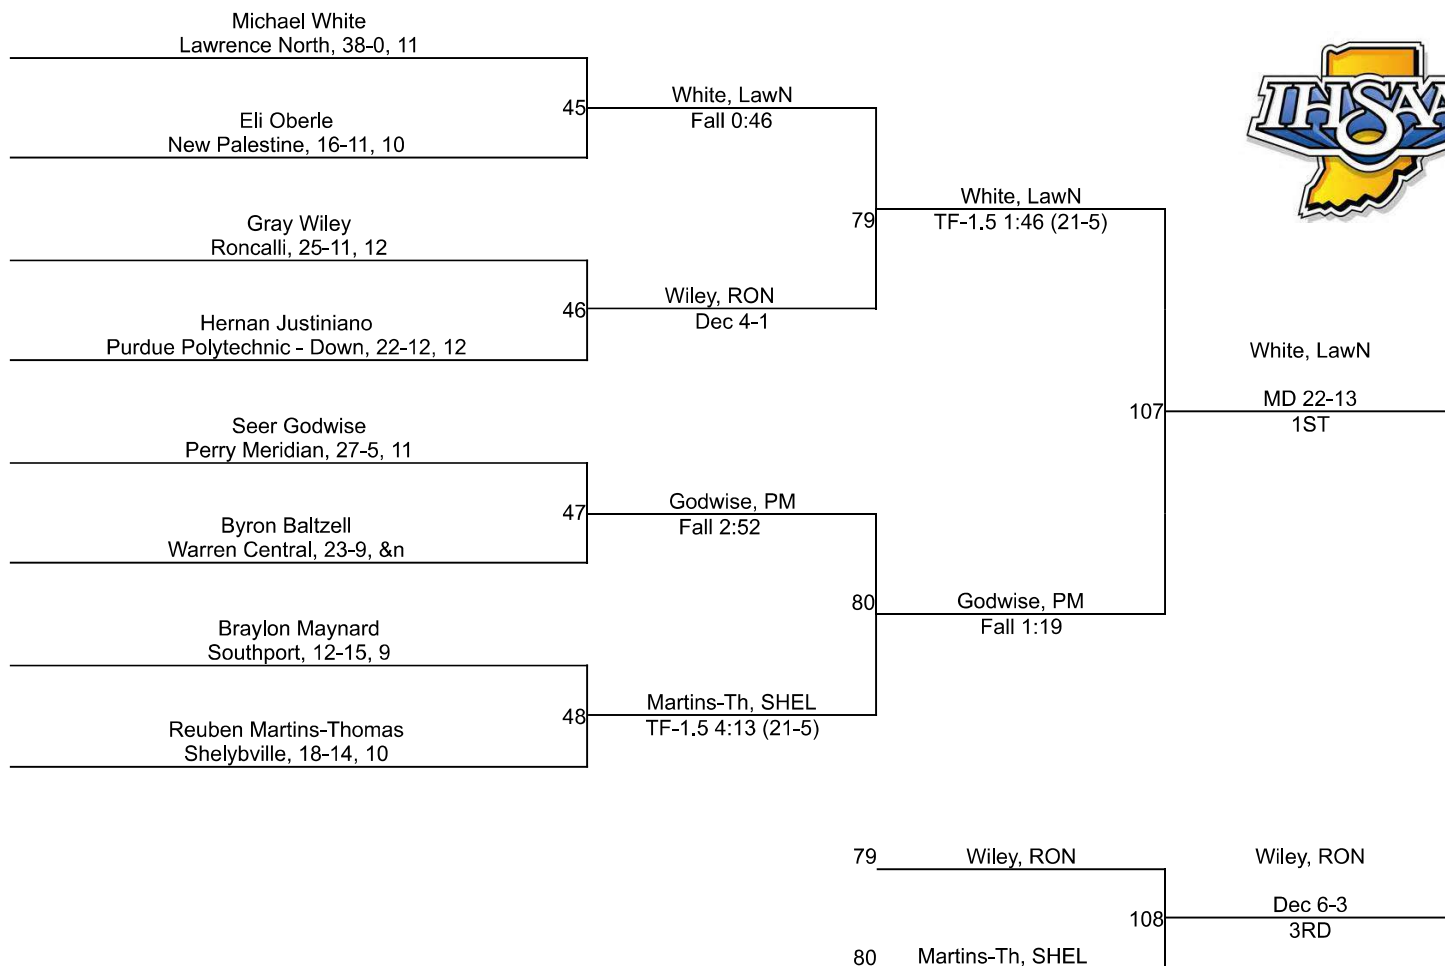 Michael White
Lawrence North, 38-0, 11
45
White, LawN
Fall 0:46
Eli Oberle
New Palestine, 16-11, 10
IHSAA
79
White, LawN
TF-1.5 1:46 (21-5)
Gray Wiley
Roncalli, 25-11, 12
46
Wiley, RON
Dec 4-1
Hernan Justiniano
Purdue Polytechnic - Down, 22-12, 12
107
White, LawN
MD 22-13
1ST
Seer Godwise
Perry Meridian, 27-5, 11
47
Godwise, PM
Fall 2:52
Byron Baltzell
Warren Central, 23-9, &n
80
Godwise, PM
Fall 1:19
Braylon Maynard
Southport, 12-15, 9
48
Martins-Th, SHEL
TF-1.5 4:13 (21-5)
Reuben Martins-Thomas
Shelybville, 18-14, 10
79
Wiley, RON
108
Wiley, RON
Dec 6-3
3RD
80
Martins-Th, SHEL